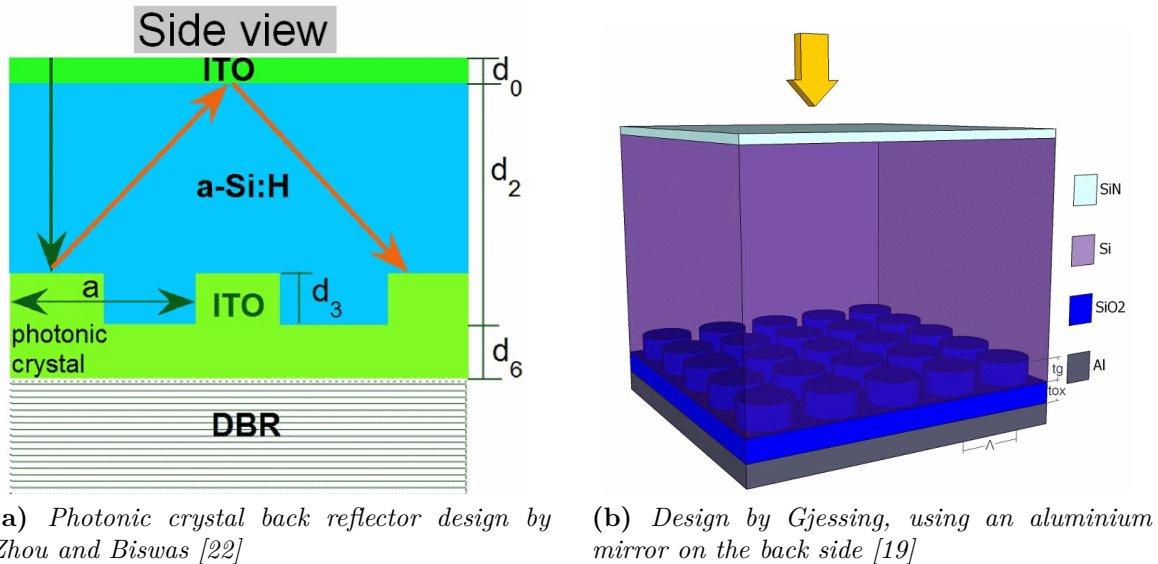 Side view
ITO
d0
d2
a-Si:H
a
ITO
d3
photonic
crystal
d6
DBR
SiN
Si
SiO2
Al
tg
tox
Λ
a) Photonic crystal back reflector design by
Zhou and Biswas [22]
(b) Design by Gjessing, using an aluminium
mirror on the back side [19]